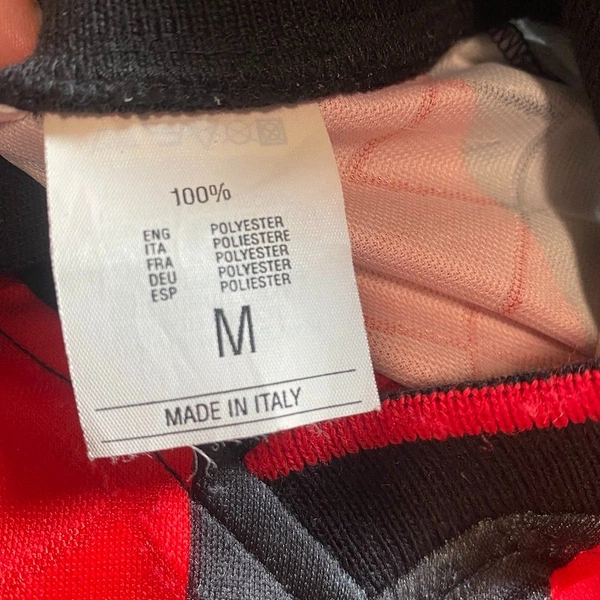 100%
ENG POLYESTER
ITA POLIESTERE
FRA POLYESTER
DEU POLYESTER
ESP POLIESTER
M
MADE IN ITALY